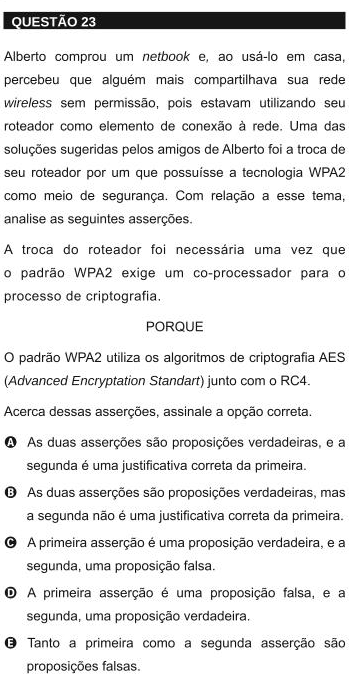 QUESTÃO 23
Alberto comprou um netbook e, ao usá-lo em casa,
percebeu que alguém mais compartilhava sua rede
wireless sem permissão, pois estavam utilizando seu
roteador como elemento de conexão à rede. Uma das
soluções sugeridas pelos amigos de Alberto foi a troca de
seu roteador por um que possuísse a tecnologia WPA2
como meio de segurança. Com relação a esse tema,
analise as seguintes asserções.
A troca do roteador foi necessária uma vez que
o padrão WPA2 exige um co-processador para o
processo de criptografia.
PORQUE
O padrão WPA2 utiliza os algoritmos de criptografia AES
(Advanced Encryptation Standart) junto com o RC4.
Acerca dessas asserções, assinale a opção correta.
A As duas asserções são proposições verdadeiras, e a
segunda é uma justificativa correta da primeira.
B As duas asserções são proposições verdadeiras, mas
a segunda não é uma justificativa correta da primeira.
C A primeira asserção é uma proposição verdadeira, e a
segunda, uma proposição falsa.
D A primeira asserção é uma proposição falsa, e a
segunda, uma proposição verdadeira.
E Tanto a primeira como a segunda asserção são
proposições falsas.